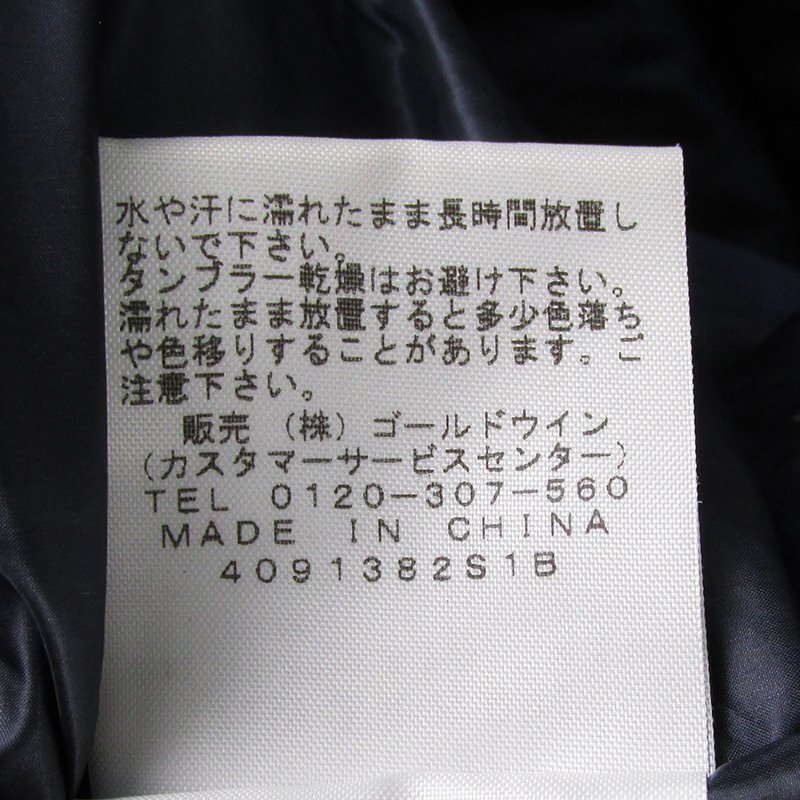 水や汗に濡れたまま長時間放置し
ないで下さい。
タンブラー乾燥はお避け下さい。
濡れたまま放置すると多少色落ち
や色移りすることがあります。ご
注意下さい。
販売 (株) ゴールドウイン
(カスタマーサービスセンター)
TEL 0120-307-560
MADE IN CHINA
4091382S1B